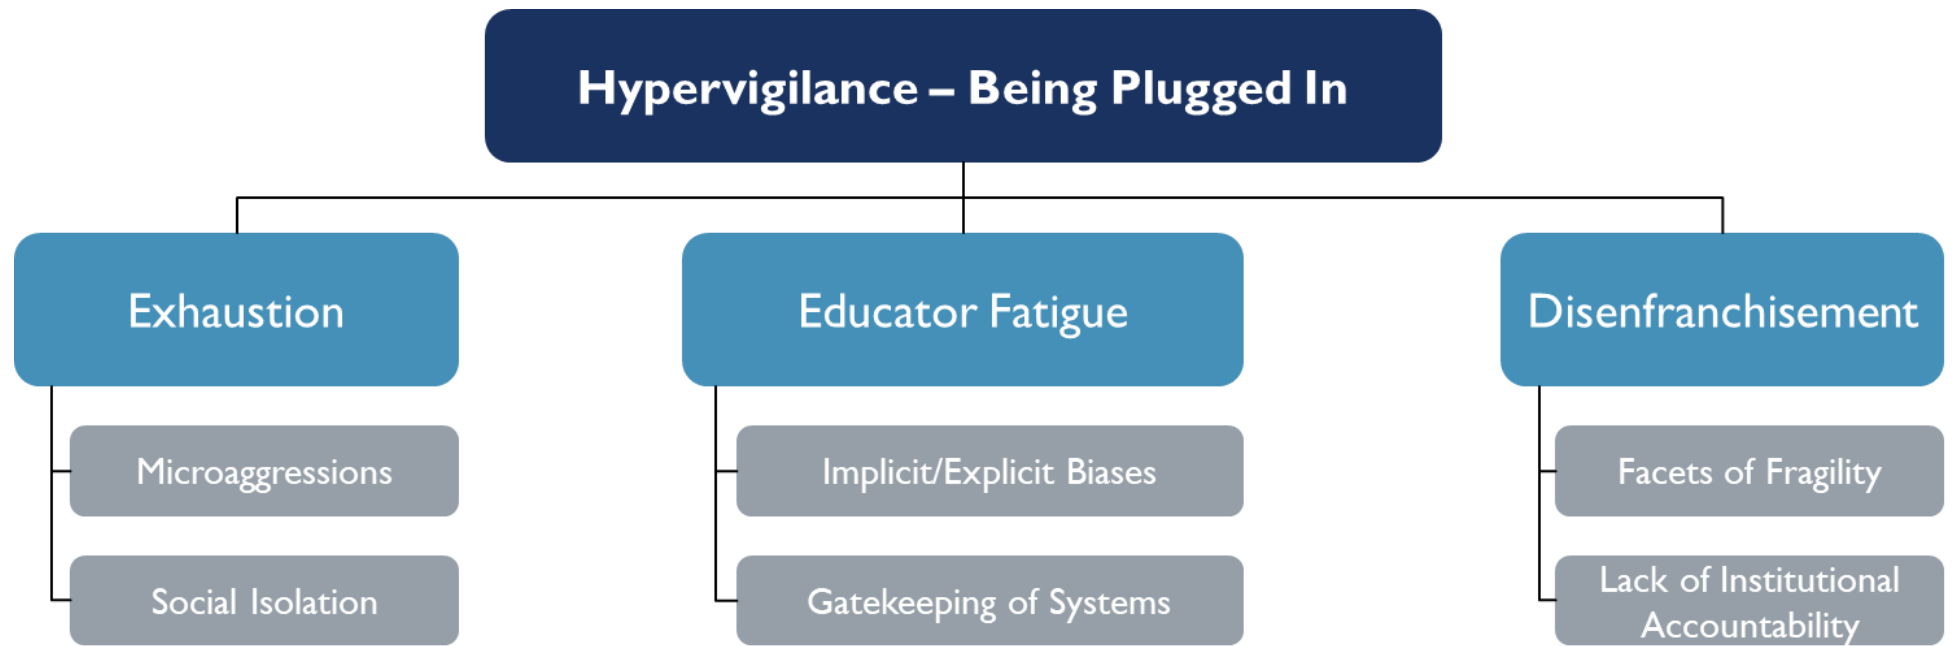 Hypervigilance – Being Plugged In
Exhaustion
Microaggressions
Social Isolation
Educator Fatigue
Implicit/Explicit Biases
Gatekeeping of Systems
Disenfranchisement
Facets of Fragility
Lack of Institutional
Accountability